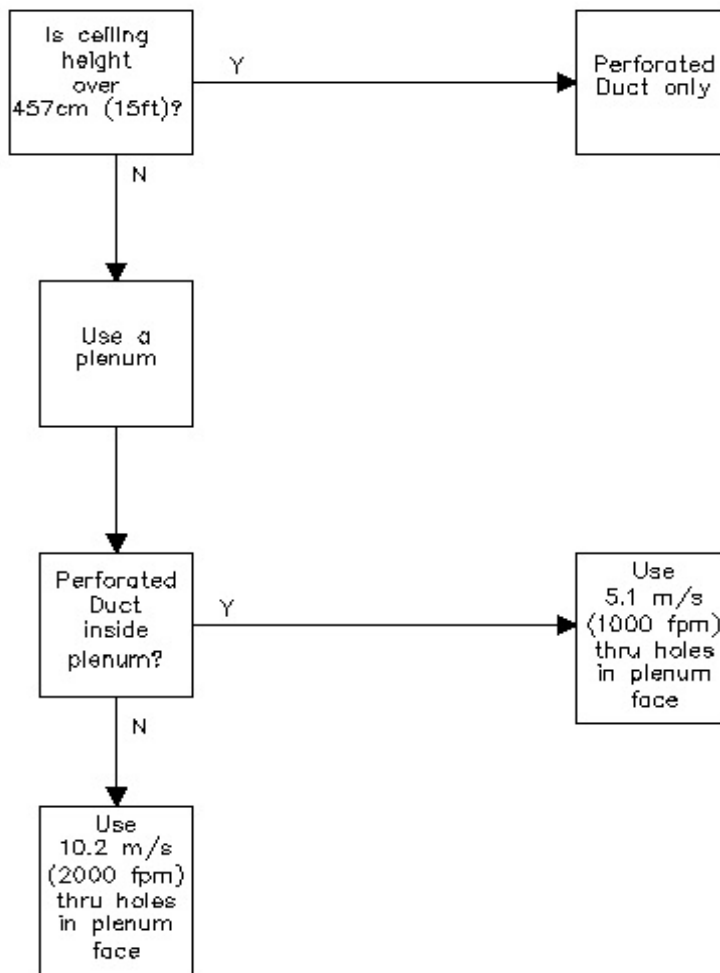 Is ceiling
height
over
457cm (15ft)?
Y
Perforated
Duct only
N
Use a
plenum
Perforated
Duct
inside
plenum?
Y
Use
5.1 m/s
(1000 fpm)
thru holes
in plenum
face
N
Use
10.2 m/s
(2000 fpm)
thru holes
in plenum
face